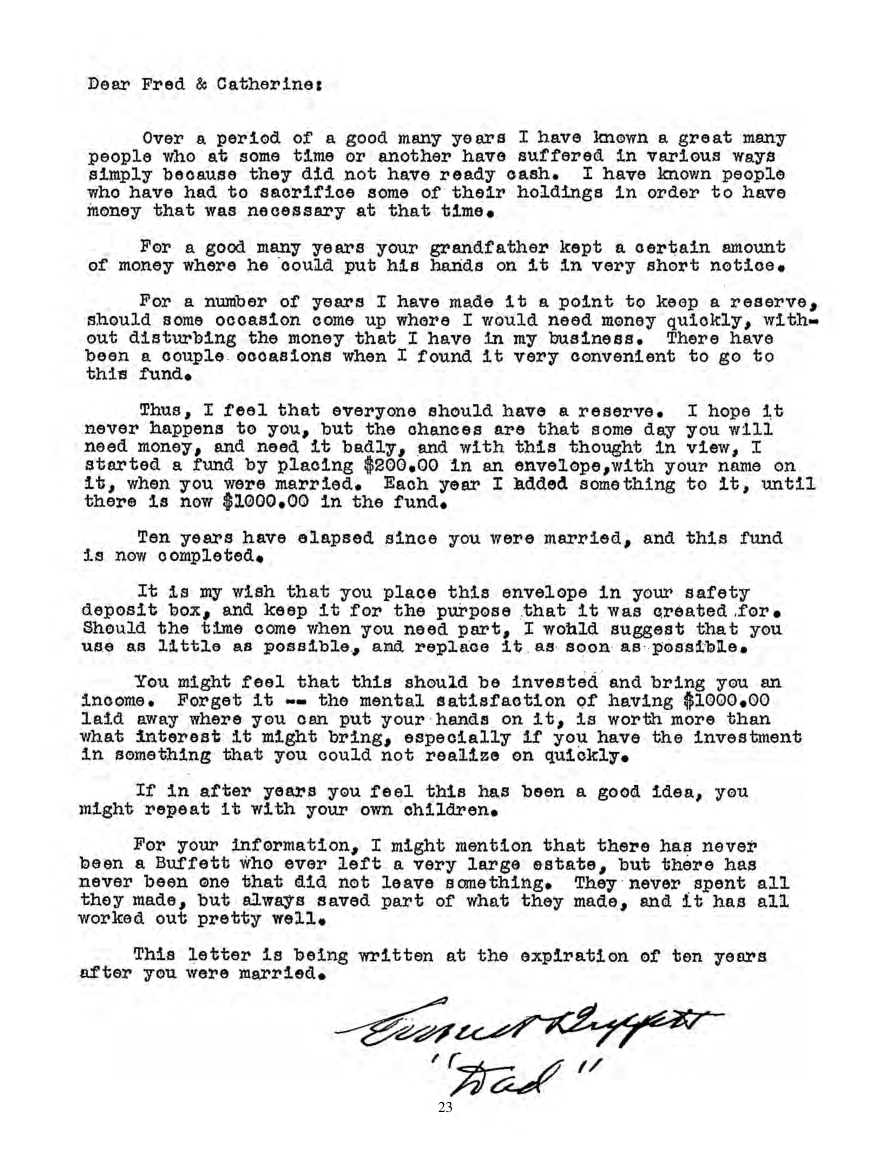 Dear Fred & Catherine:
Over a period of a good many years I have known a great many
people who at some time or another have suffered in various ways
simply because they did not have ready cash. I have known people
who have had to sacrifice some of their holdings in order to have
money that was necessary at that time.
For a good many years your grandfather kept a certain amount
of money where he could put his hands on it in very short notice.
For a number of years I have made it a point to keep a reserve,
should some occasion come up where I would need money quickly, with-
out disturbing the money that I have in my business. There have
been a couple occasions when I found it very convenient to go to
this fund.
Thus, I feel that everyone should have a reserve. I hope it
never happens to you, but the chances are that some day you will
need money, and need it badly, and with this thought in view, I
started a fund by placing $200.00 in an envelope,with your name on
it, when you were married. Each year I added something to it, until
there is now $1000.00 in the fund.
Ten years have elapsed since you were married, and this fund
is now completed.
It is my wish that you place this envelope in your safety
deposit box, and keep it for the purpose that it was created for.
Should the time come when you need part, I would suggest that you
use as little as possible, and replace it as soon as possible.
You might feel that this should be invested and bring you an
income. Forget it -- the mental satisfaction of having $1000.00
laid away where you can put your hands on it, is worth more than
what interest it might bring, especially if you have the investment
in something that you could not realize on quickly.
If in after years you feel this has been a good idea, you
might repeat it with your own children.
For your information, I might mention that there has never
been a Buffett who ever left a very large estate, but there has
never been one that did not leave something. They never spent all
they made, but always saved part of what they made, and it has all
worked out pretty well.
This letter is being written at the expiration of ten years
after you were married.
Ernest Buffett
"Dad"
23